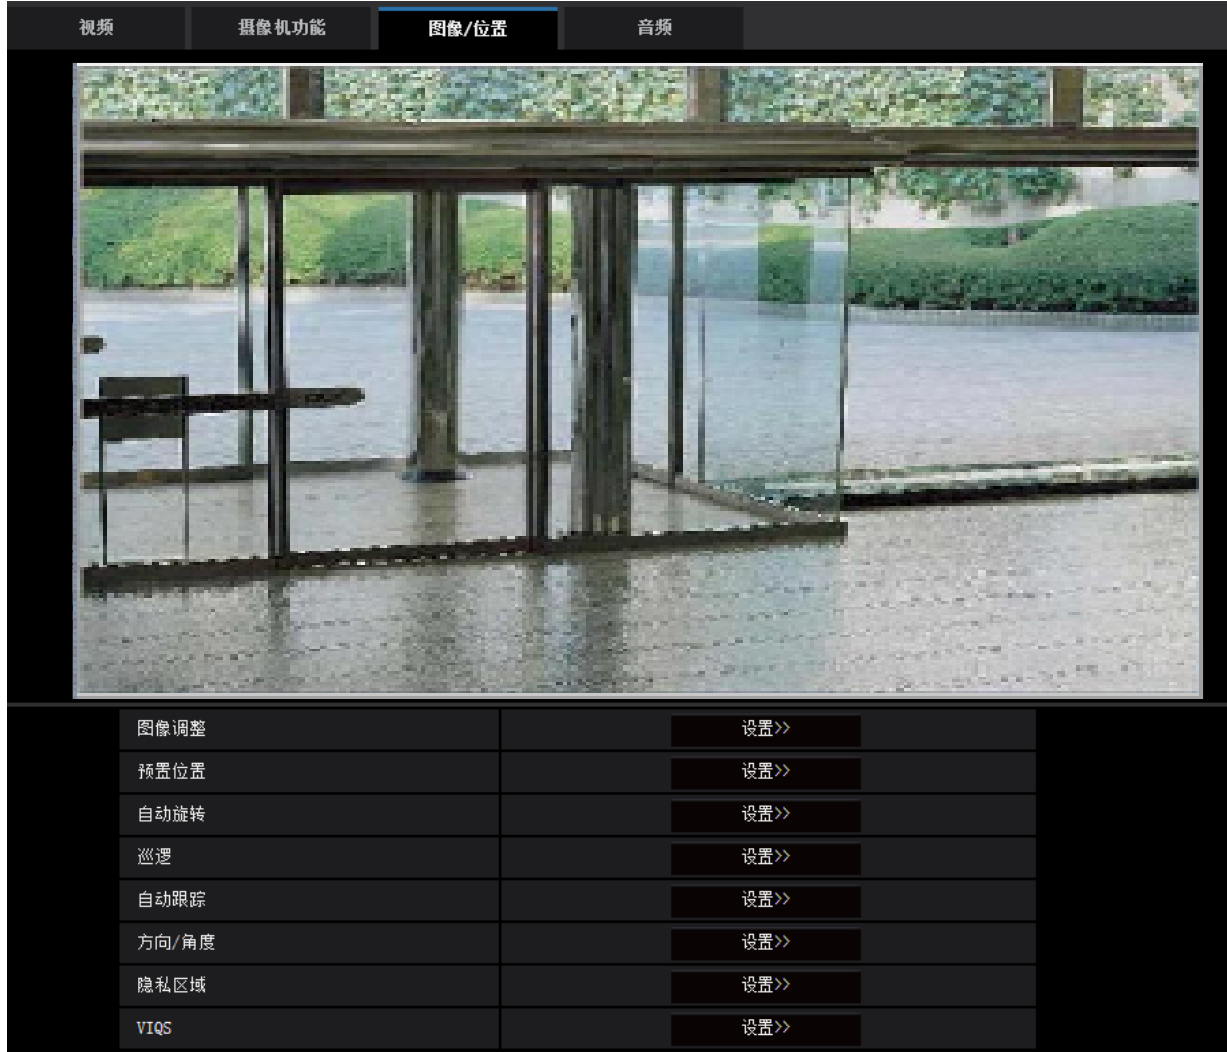 视频 摄像机功能 图像/位置 音频
图像调整 设置>>
预置位置 设置>>
自动旋转 设置>>
巡逻 设置>>
自动跟踪 设置>>
方向/角度 设置>>
隐私区域 设置>>
VIQS 设置>>